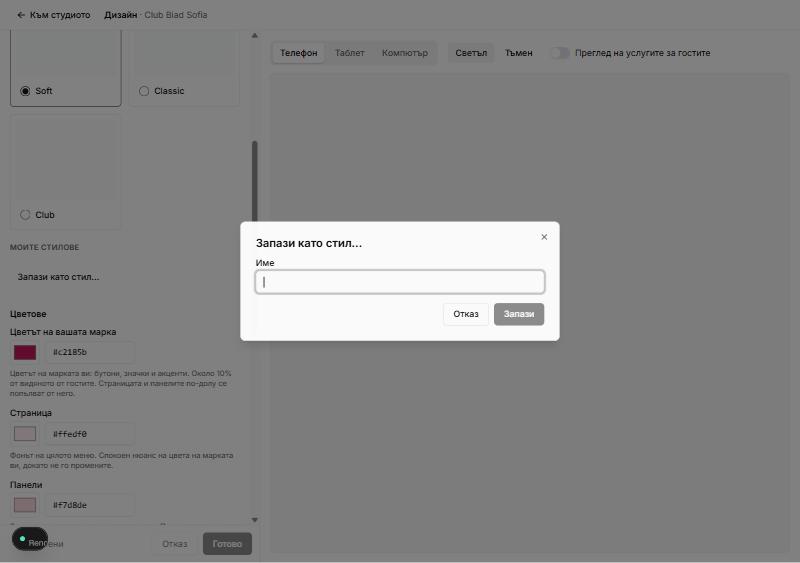 ← Към студиото Дизайн · Club Blad Sofia
Телефон Таблет Компютър Светъл Тъмен Преглед на услугите за гостите
Soft Classic
Club
МОИТЕ СТИЛОВЕ
Запази като стил...
Цветове
Цветът на вашата марка
#c2185b
Цветът на марката ви: бутони, значки и акценти. Около 10%
от видяното от гостите. Страницата и панелите по-долу се
попълват от него.
Страница
#ffedf0
Фонът на цялото меню. Спокоен нюанс на цвета на марката
ви, докато не го промените.
Панели
#f7d8de
Отказ Готово
Запази като стил...
×
Име
Отказ Запази